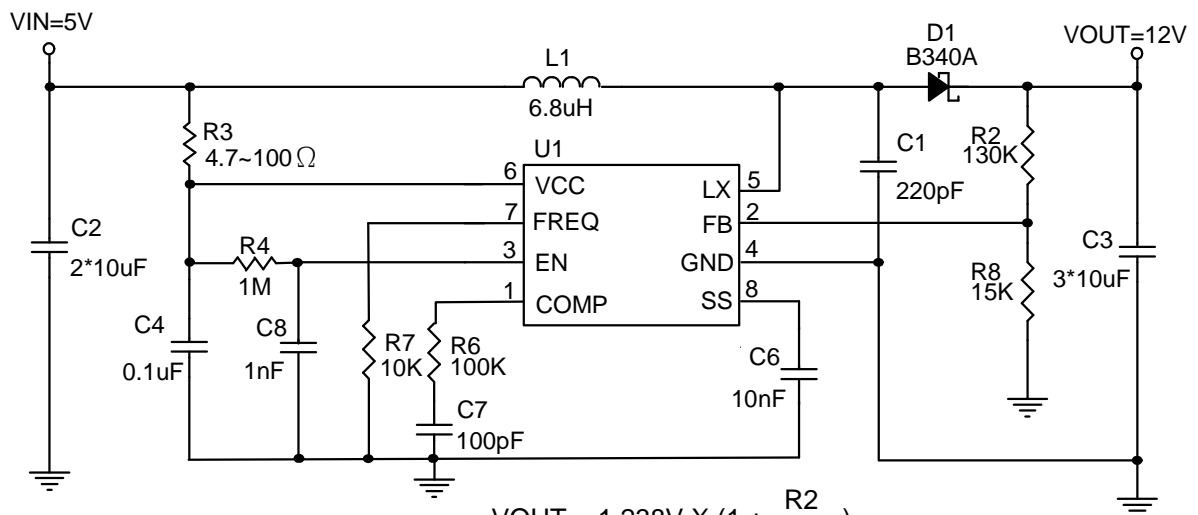 VIN=5V
D1
B340A
VOUT=12V
L1
6.8uH
R3
4.7~100Ω
U1
C1
220pF
R2
130K
6
VCC
LX
5
7
FREQ
FB
2
C2
2*10uF
R4
1M
3
EN
GND
4
C3
3*10uF
R8
15K
1
COMP
SS
8
C4
0.1uF
C8
1nF
R7
10K
R6
100K
C6
10nF
C7
100pF
R2